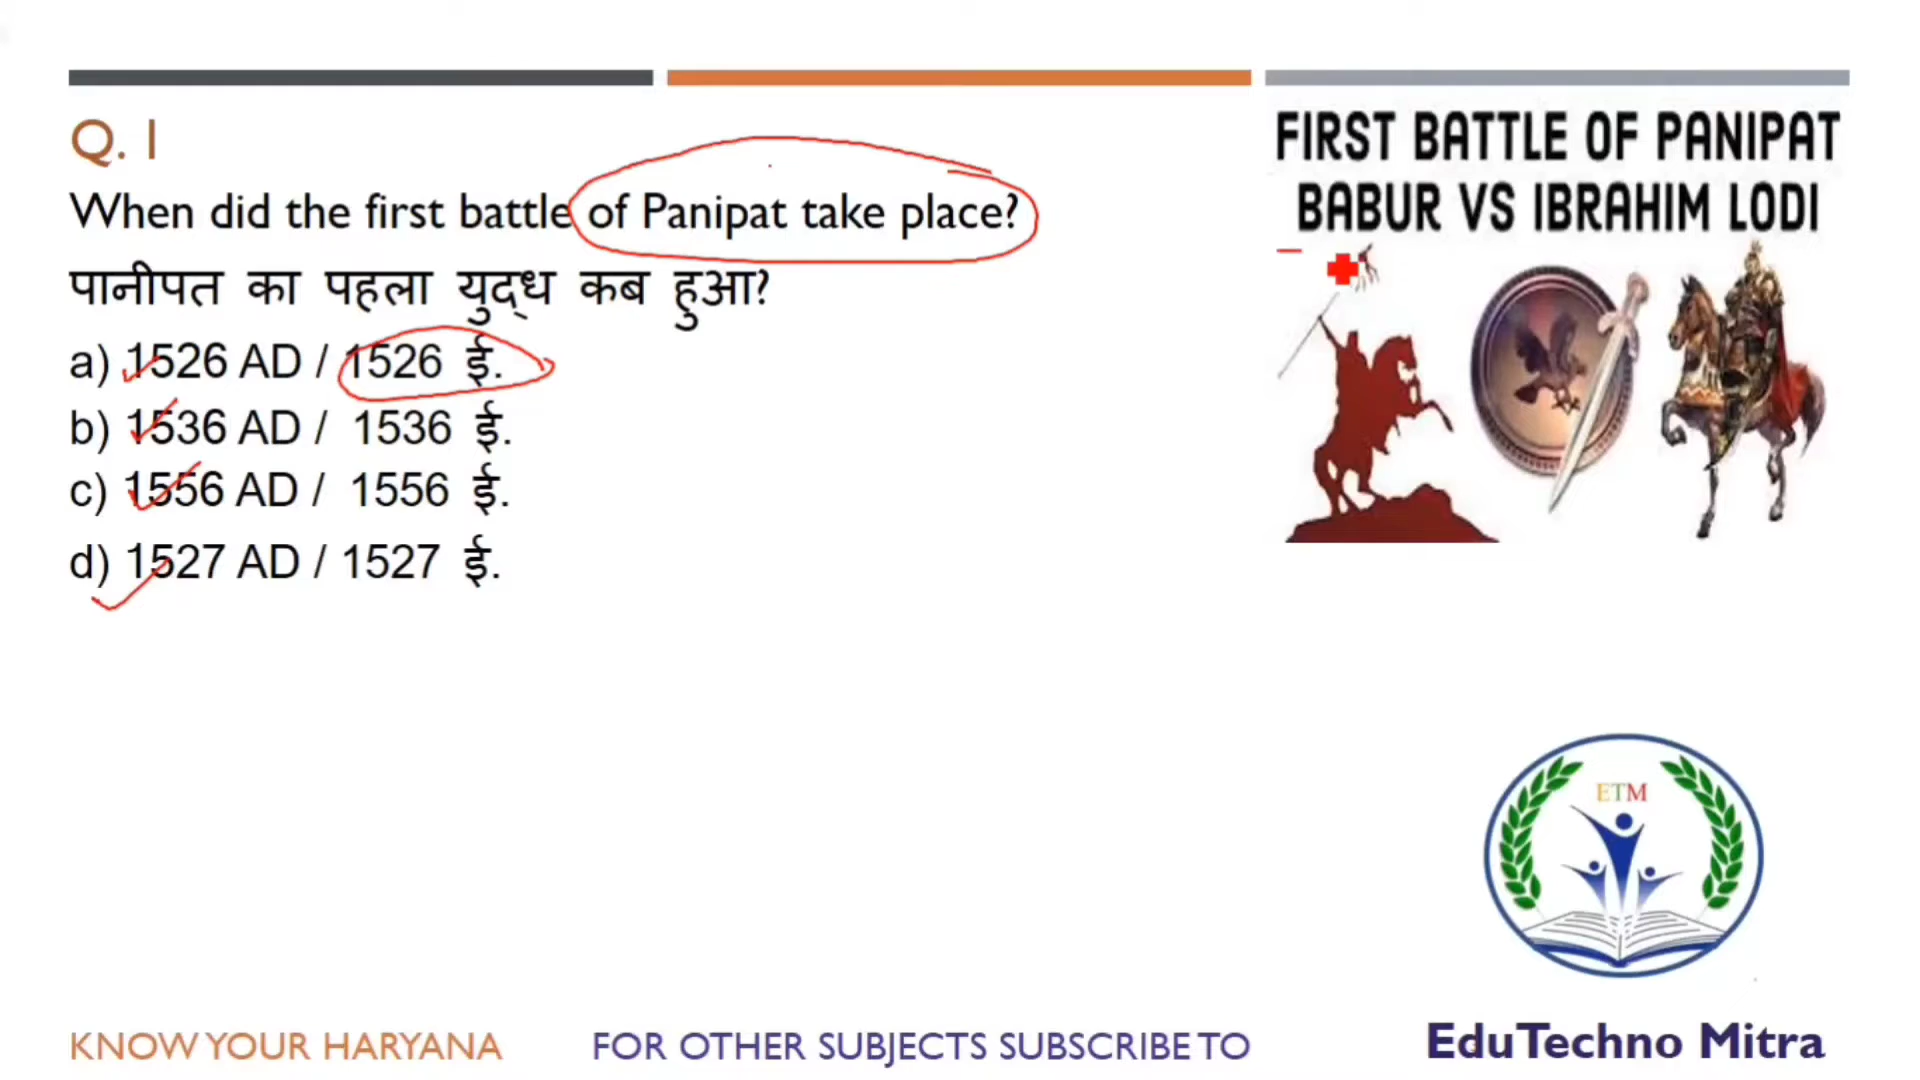 Q. 1
When did the first battle of Panipat take place?
पानीपत का पहला युद्ध कब हुआ?
a) 1526 AD / 1526 ई.
b) 1536 AD / 1536 ई.
c) 1556 AD / 1556 ई.
d) 1527 AD / 1527 ई.
FIRST BATTLE OF PANIPAT
BABUR VS IBRAHIM LODI
ETM
KNOW YOUR HARYANA
FOR OTHER SUBJECTS SUBSCRIBE TO
EduTechno Mitra